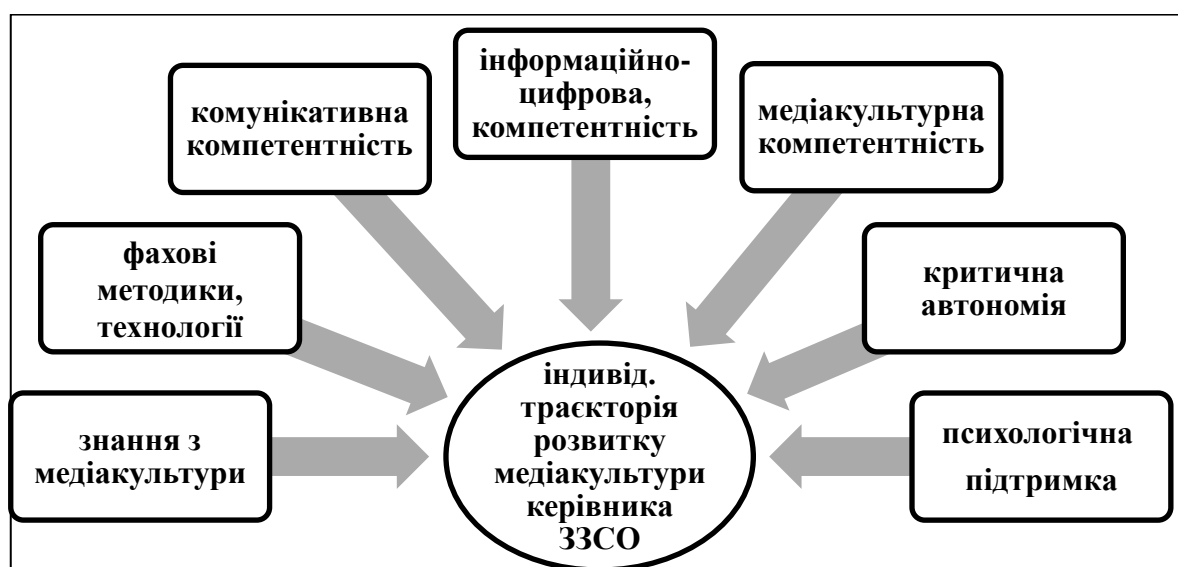 інформаційно-
цифрова,
компетентність
комунікативна
компетентність
медіакультурна
компетентність
фахові
методики,
технології
критична
автономія
знання з
медіакультури
індивід.
траєкторія
розвитку
медіакультури
керівника
ЗЗСО
психологічна
підтримка